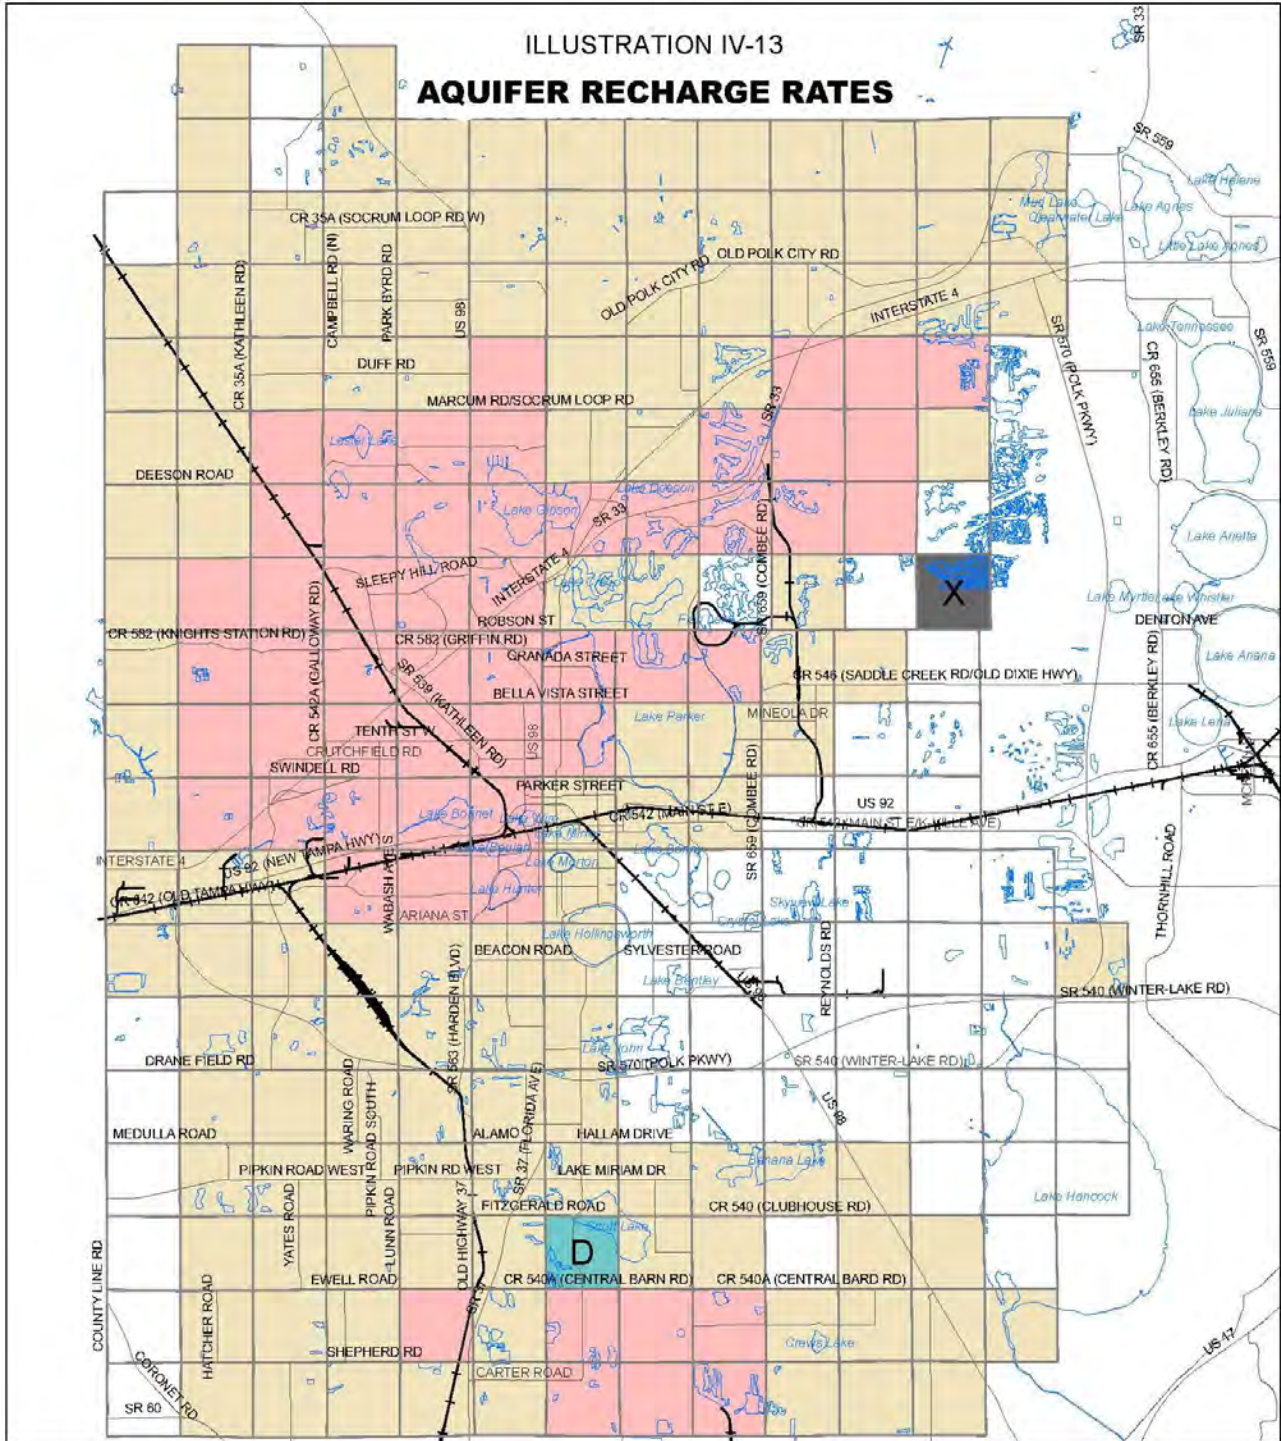 ILLUSTRATION IV-13
AQUIFER RECHARGE RATES
SR 33
SR 559
Lake Helene
Mud Lake
Lake Agnes
Clearwater Lake
CR 35A (SOCRUM LOOP RD W)
Little Lake Agnes
CAMPBELL RD (N)
PARK BYRD RD
OLD POLK CITY RD
OLD POLK CITY RD
CR 35A (KATHLEEN RD)
US 98
INTERSTATE 4
SR 570 (POLK PKWY)
Lake Tennessee
SR 559
CR 655 (BERKLEY RD)
DUFF RD
MARCUM RD/SOCRUM LOOP RD
SR 33
Lake Juliana
DEESON ROAD
Lake Gibson
SR 33
Lake Deeson
SR 659 (COMBEE RD)
Lake Arietta
SLEEPY HILL ROAD
INTERSTATE 4
X
Lake Myrtle
Lake Whistler
CR 542A (GALLOWAY RD)
ROBSON ST
DENTON AVE
CR 582 (KNIGHTS STATION RD)
CR 582 (GRIFFIN RD)
GRANADA STREET
Lake Ariana
SR 539 (KATHLEEN RD)
SR 546 (SADDLE CREEK RD/OLD DIXIE HWY)
CR 655 (BERKLEY RD)
BELLA VISTA STREET
Lake Parker
MINEOLA DR
Lake Lena
TENTH ST W
US 98
CRUTCHFIELD RD
SWINDELL RD
SR 659 (COMBEE RD)
PARKER STREET
US 92
Lake Bonnet
CR 542 (MAIN ST E)
INTERSTATE 4
US 92 (NEW TAMPA HWY)
WABASH AVE S
Lake Morton
THORNHILL ROAD
CR 542 (OLD TAMPA HWY)
Lake Hunter
Skyview Lake
ARIANA ST
Crystal Lake
Lake Hollingsworth
BEACON ROAD
SYLVESTER ROAD
REYNOLDS RD
Lake Bentley
US 98
SR 540 (WINTER-LAKE RD)
SR 563 (HARDEN BLVD)
Lake John
DRANE FIELD RD
SR 570 (POLK PKWY)
SR 540 (WINTER-LAKE RD)
WARING ROAD
PIPKIN ROAD SOUTH
SR 37 (FLORIDA AVE)
US 98
MEDULLA ROAD
ALAMO
HALLAM DRIVE
Banana Lake
PIPKIN ROAD WEST
PIPKIN RD WEST
LAKE MIRIAM DR
Lake Hancock
YATES ROAD
LUNN ROAD
OLD HIGHWAY 37
FITZGERALD ROAD
CR 540 (CLUBHOUSE RD)
Scott Lake
COUNTY LINE RD
D
EWELL ROAD
CR 540A (CENTRAL BARN RD)
CR 540A (CENTRAL BARD RD)
HATCHER ROAD
SR 37
US 17
SHEPHERD RD
Crews Lake
CORONET RD
CARTER ROAD
SR 60